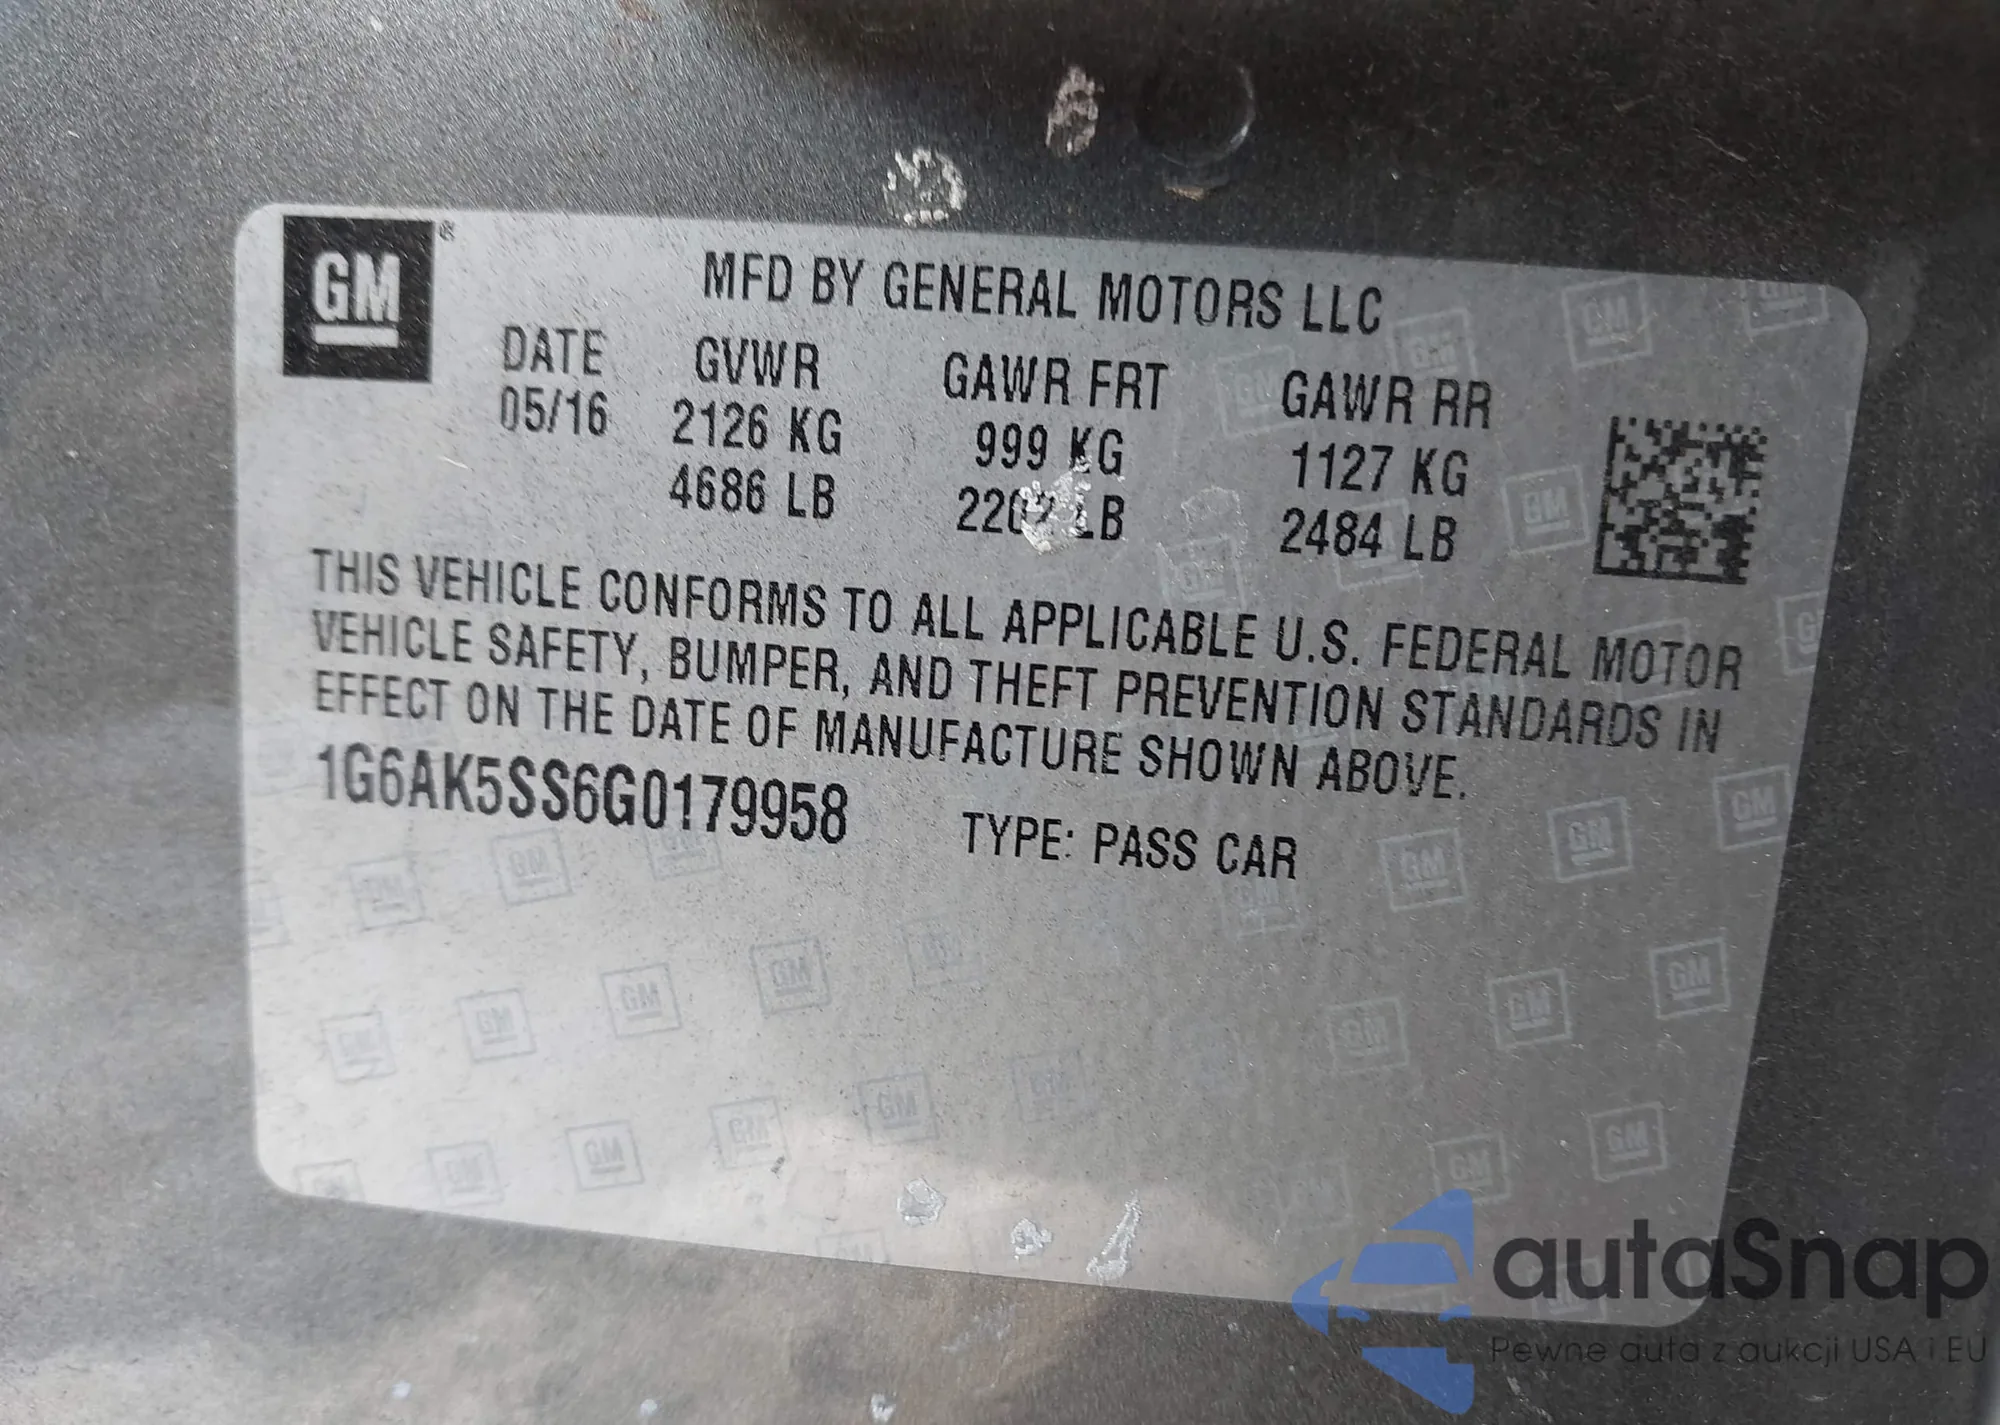 GM ®
MFD BY GENERAL MOTORS LLC
DATE GVWR GAWR FRT GAWR RR
05/16 2126 KG 999 KG 1127 KG
4686 LB 2202 LB 2484 LB
THIS VEHICLE CONFORMS TO ALL APPLICABLE U.S. FEDERAL MOTOR
VEHICLE SAFETY, BUMPER, AND THEFT PREVENTION STANDARDS IN
EFFECT ON THE DATE OF MANUFACTURE SHOWN ABOVE.
1G6AK5SS6G0179958 TYPE: PASS CAR
autaSnap
Pewne auta z aukcji USA i EU